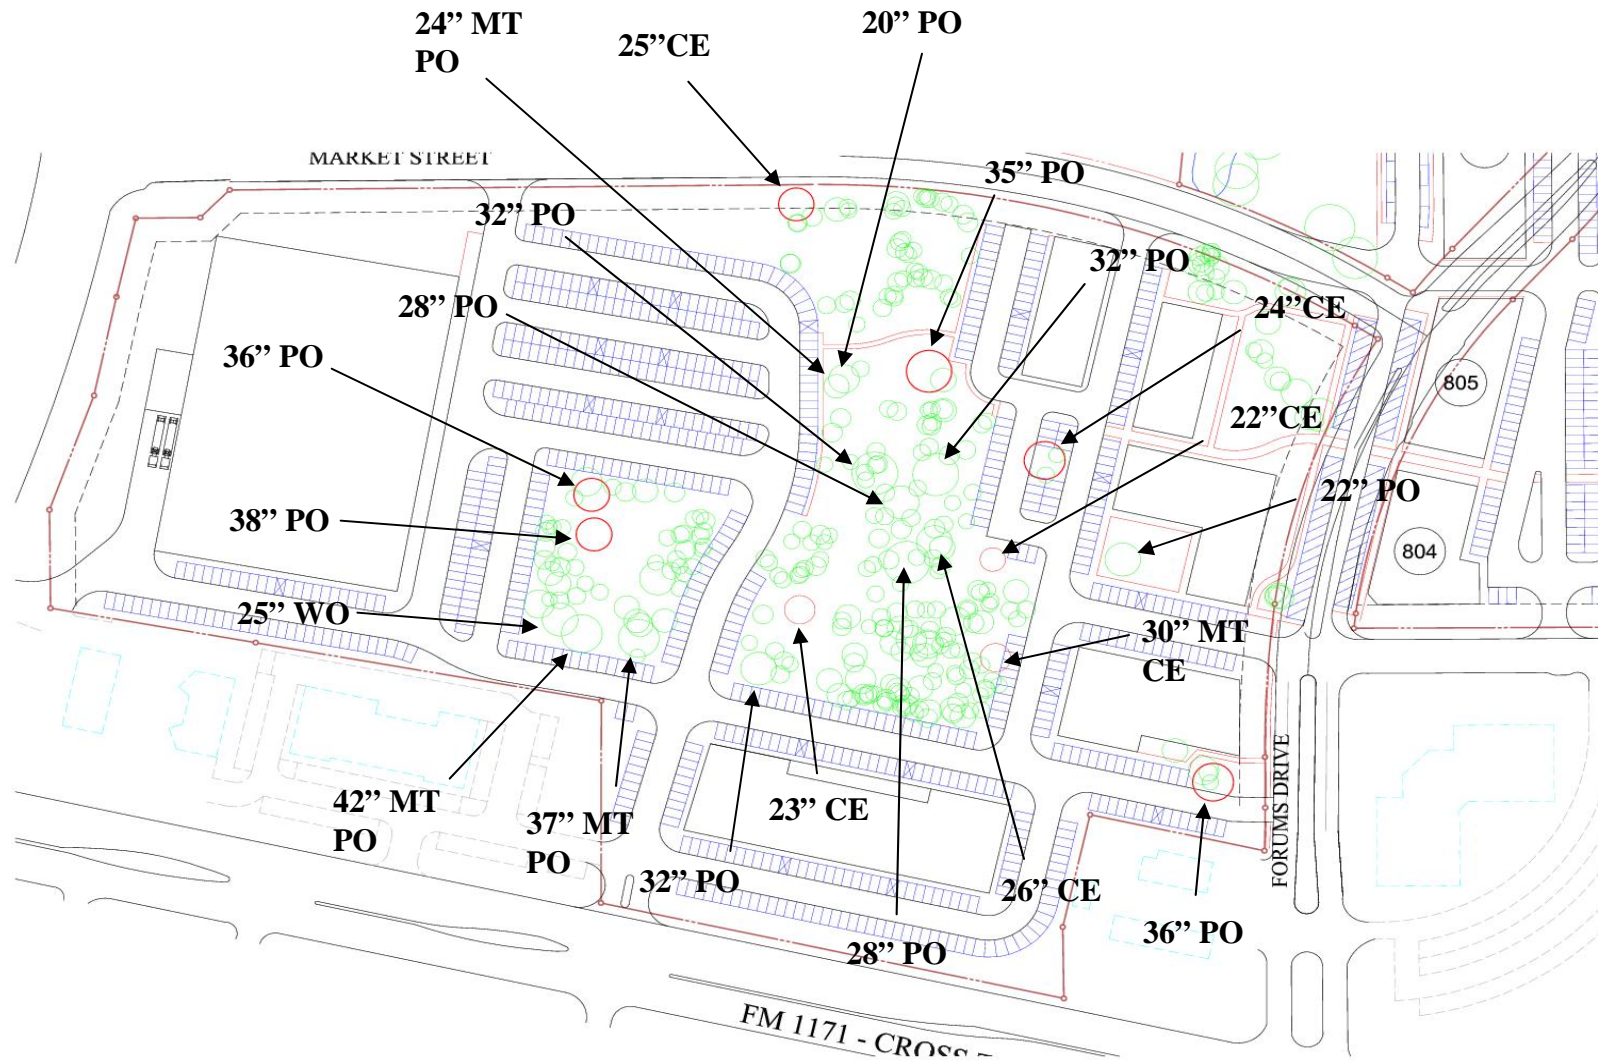 24’’ MT
PO
25’’CE
20’’ PO
MARKET STREET
35’’ PO
32’’ PO
32’’ PO
28’’ PO
24’’CE
36’’ PO
805
22’’CE
38’’ PO
22’’ PO
804
25’’ WO
30’’ MT
CE
42’’ MT
PO
37’’ MT
PO
23’’ CE
32’’ PO
26’’ CE
28’’ PO
36’’ PO
FORUMS DRIVE
FM 1171 - CROSS